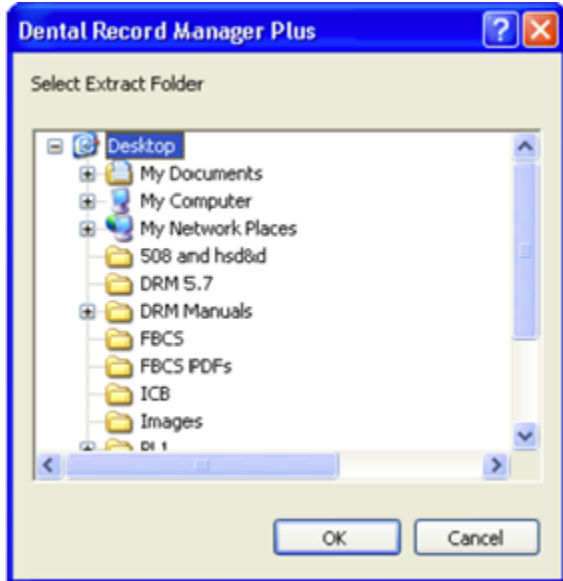 Dental Record Manager Plus
Select Extract Folder
Desktop
My Documents
My Computer
My Network Places
508 and hsd&d
DRM 5.7
DRM Manuals
FBCS
FBCS PDFs
ICB
Images
OK Cancel